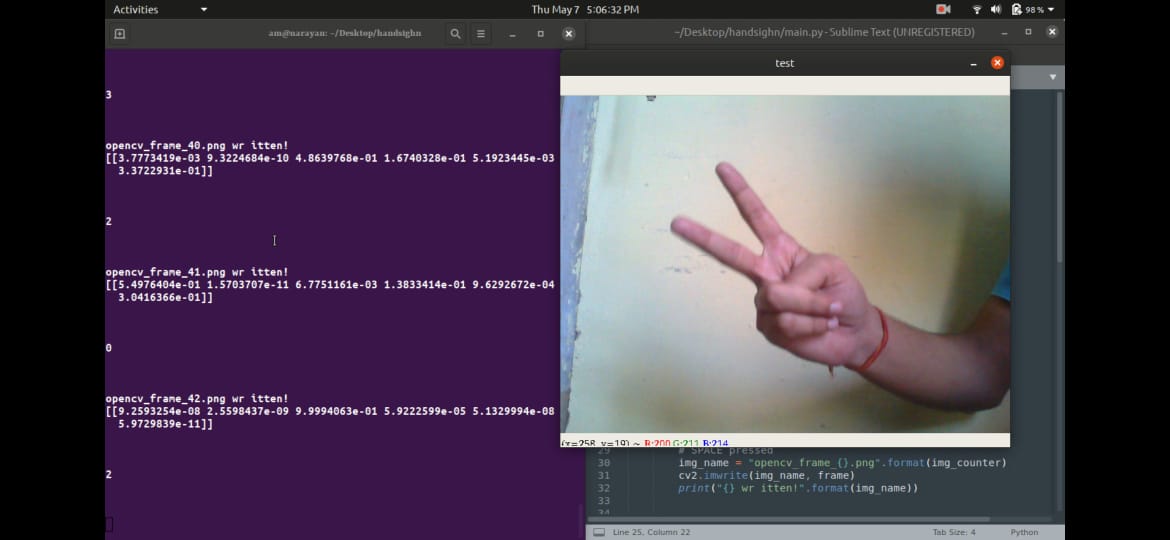 Activities
Thu May 7 5:06:32 PM
98 %
am@narayan: ~/Desktop/handsighn
~/Desktop/handsighn/main.py - Sublime Text (UNREGISTERED)
test
3
opencv_frame_40.png wr itten!
[[3.7773419e-03 9.3224684e-10 4.8639768e-01 1.6740328e-01 5.1923445e-03
3.3722931e-01]]
2
opencv_frame_41.png wr itten!
[[5.4976404e-01 1.5703707e-11 6.7751161e-03 1.3833414e-01 9.6292672e-04
3.0416366e-01]]
0
opencv_frame_42.png wr itten!
[[9.2593254e-08 2.5598437e-09 9.9994063e-01 5.9222599e-05 5.1329994e-08
5.9729839e-11]]
2
(x=258, y=19) ~ R:200 G:211 B:214
29 # SPACE pressed
30 img_name = "opencv_frame_{}.png".format(img_counter)
31 cv2.imwrite(img_name, frame)
32 print("{} wr itten!".format(img_name))
33
34
Line 25, Column 22
Tab Size: 4
Python